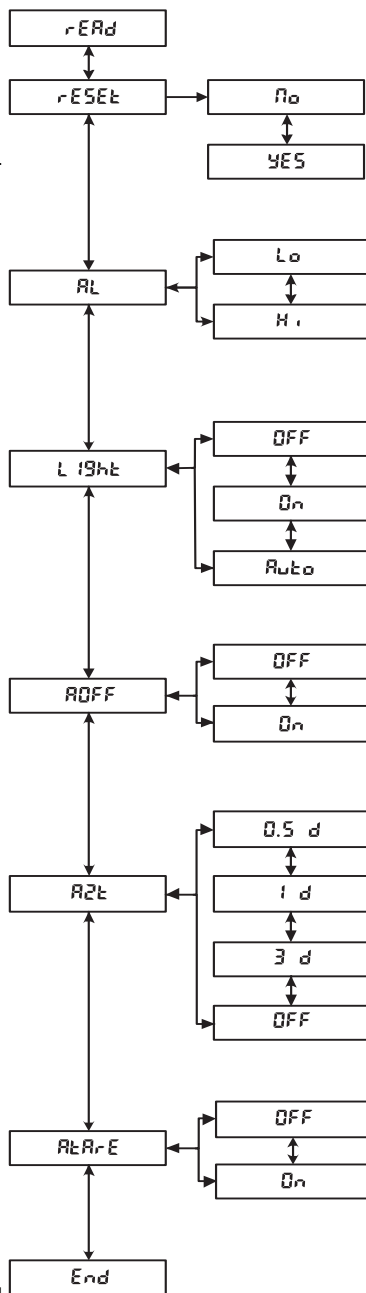 rEAd
rESEt
No
YES
AL
Lo
Hi
LIght
OFF
On
Auto
AOFF
OFF
On
AZt
0.5 d
1 d
3 d
OFF
AtArE
OFF
On
End